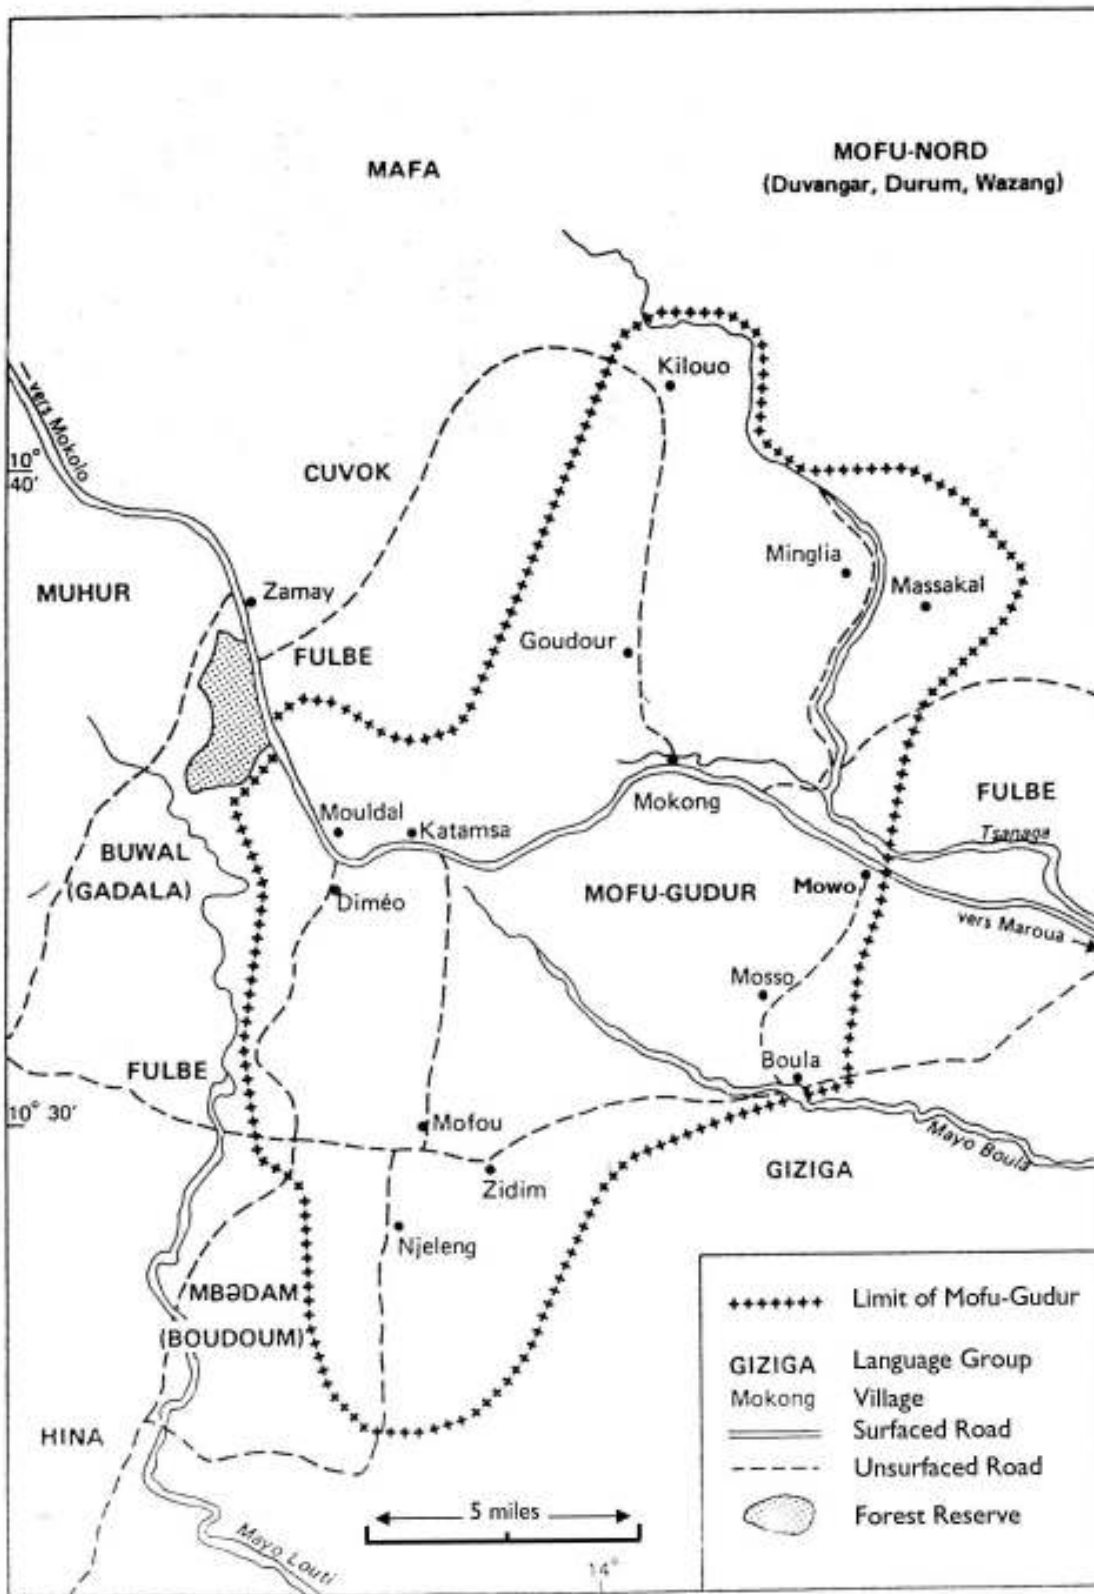 MAFA
MOFU-NORD
(Duvangar, Durum, Wazang)
Kilouo
vers Mokolo
10°
40'
CUVOK
Minglia
Massakal
MUHUR
Zamay
Goudour
FULBE
Mokong
FULBE
Tsanaga
Mouldal
Katamsa
BUWAL
(GADALA)
Diméo
MOFU-GUDUR
Mowo
vers Maroua
Mosso
Boula
FULBE
10° 30'
Mofou
Mayo Boula
Zidim
GIZIGA
Njeleng
MBƏDAM
(BOUDOUM)
HINA
Mayo Louti
5 miles
14°
Limit of Mofu-Gudur
GIZIGA Language Group
Mokong Village
Surfaced Road
Unsurfaced Road
Forest Reserve